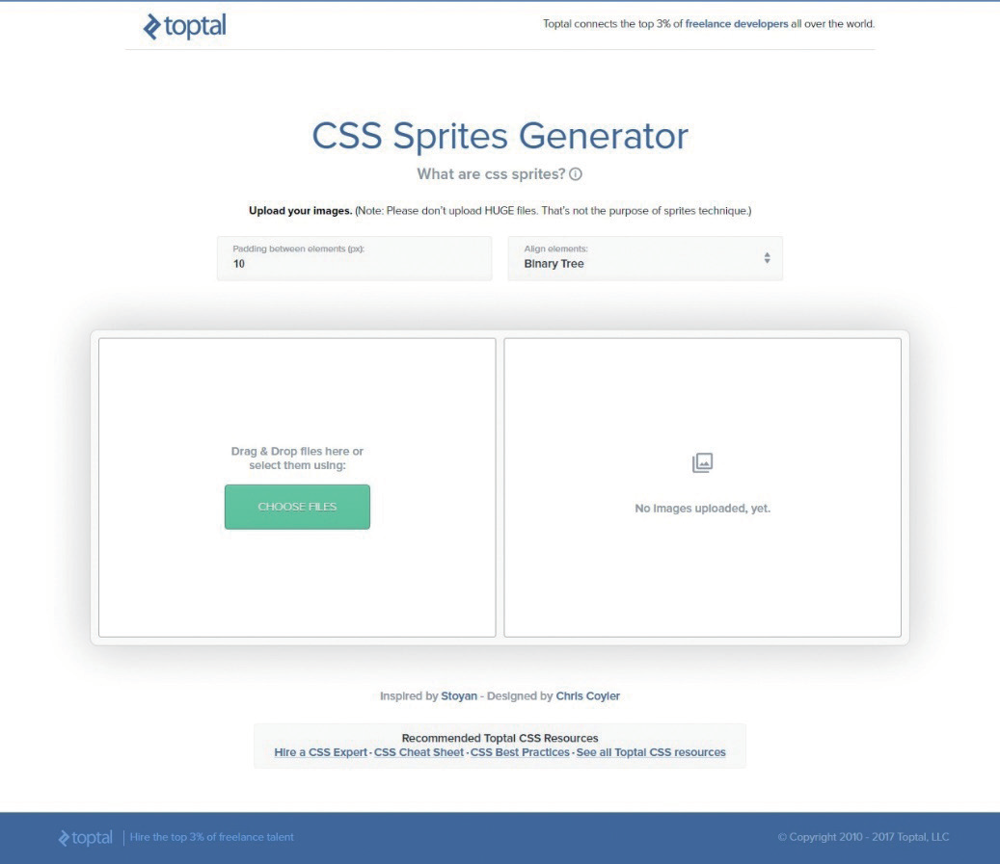 toptal
Toptal connects the top 3% of freelance developers all over the world.
CSS Sprites Generator
What are css sprites?
Upload your images. (Note: Please don't upload HUGE files. That's not the purpose of sprites technique.)
Padding between elements (px):
10
Align elements:
Binary Tree
Drag & Drop files here or
select them using:
CHOOSE FILES
No images uploaded, yet.
Inspired by Stoyan - Designed by Chris Coyier
Recommended Toptal CSS Resources
Hire a CSS Expert · CSS Cheat Sheet · CSS Best Practices · See all Toptal CSS resources
toptal | Hire the top 3% of freelance talent
© Copyright 2010 - 2017 Toptal, LLC